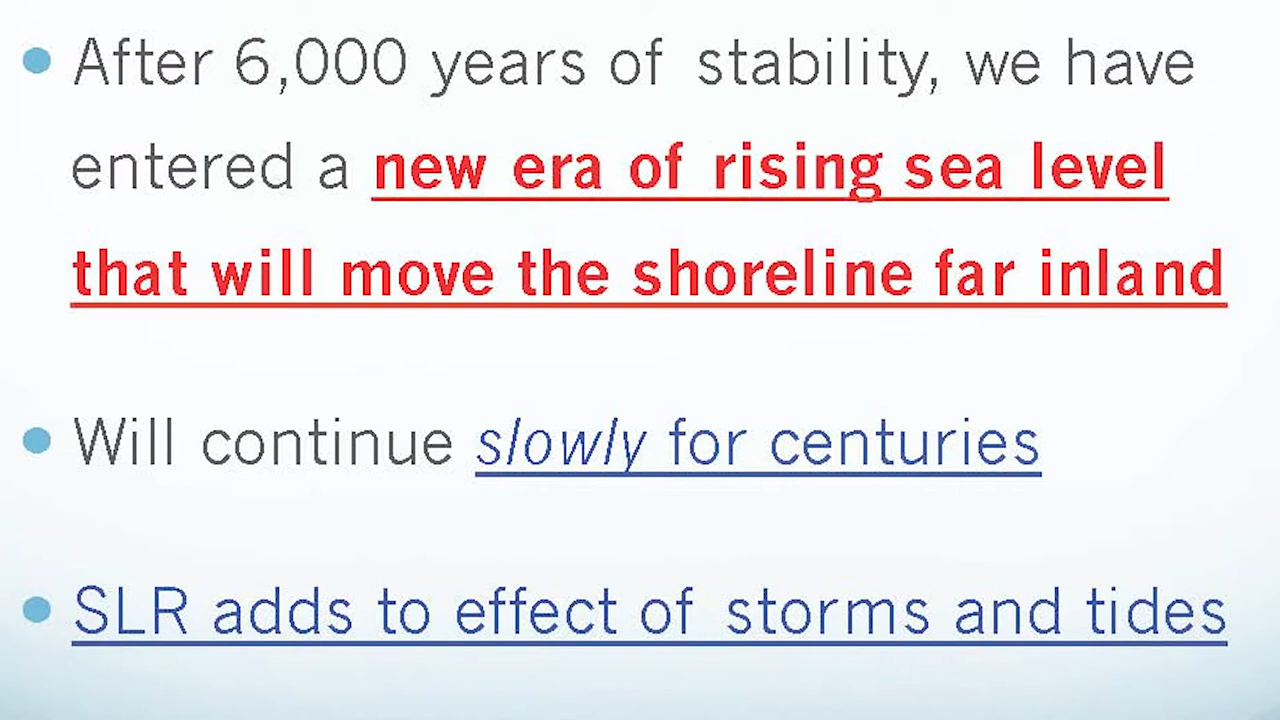 • After 6,000 years of stability, we have
entered a new era of rising sea level
that will move the shoreline far inland
• Will continue slowly for centuries
• SLR adds to effect of storms and tides